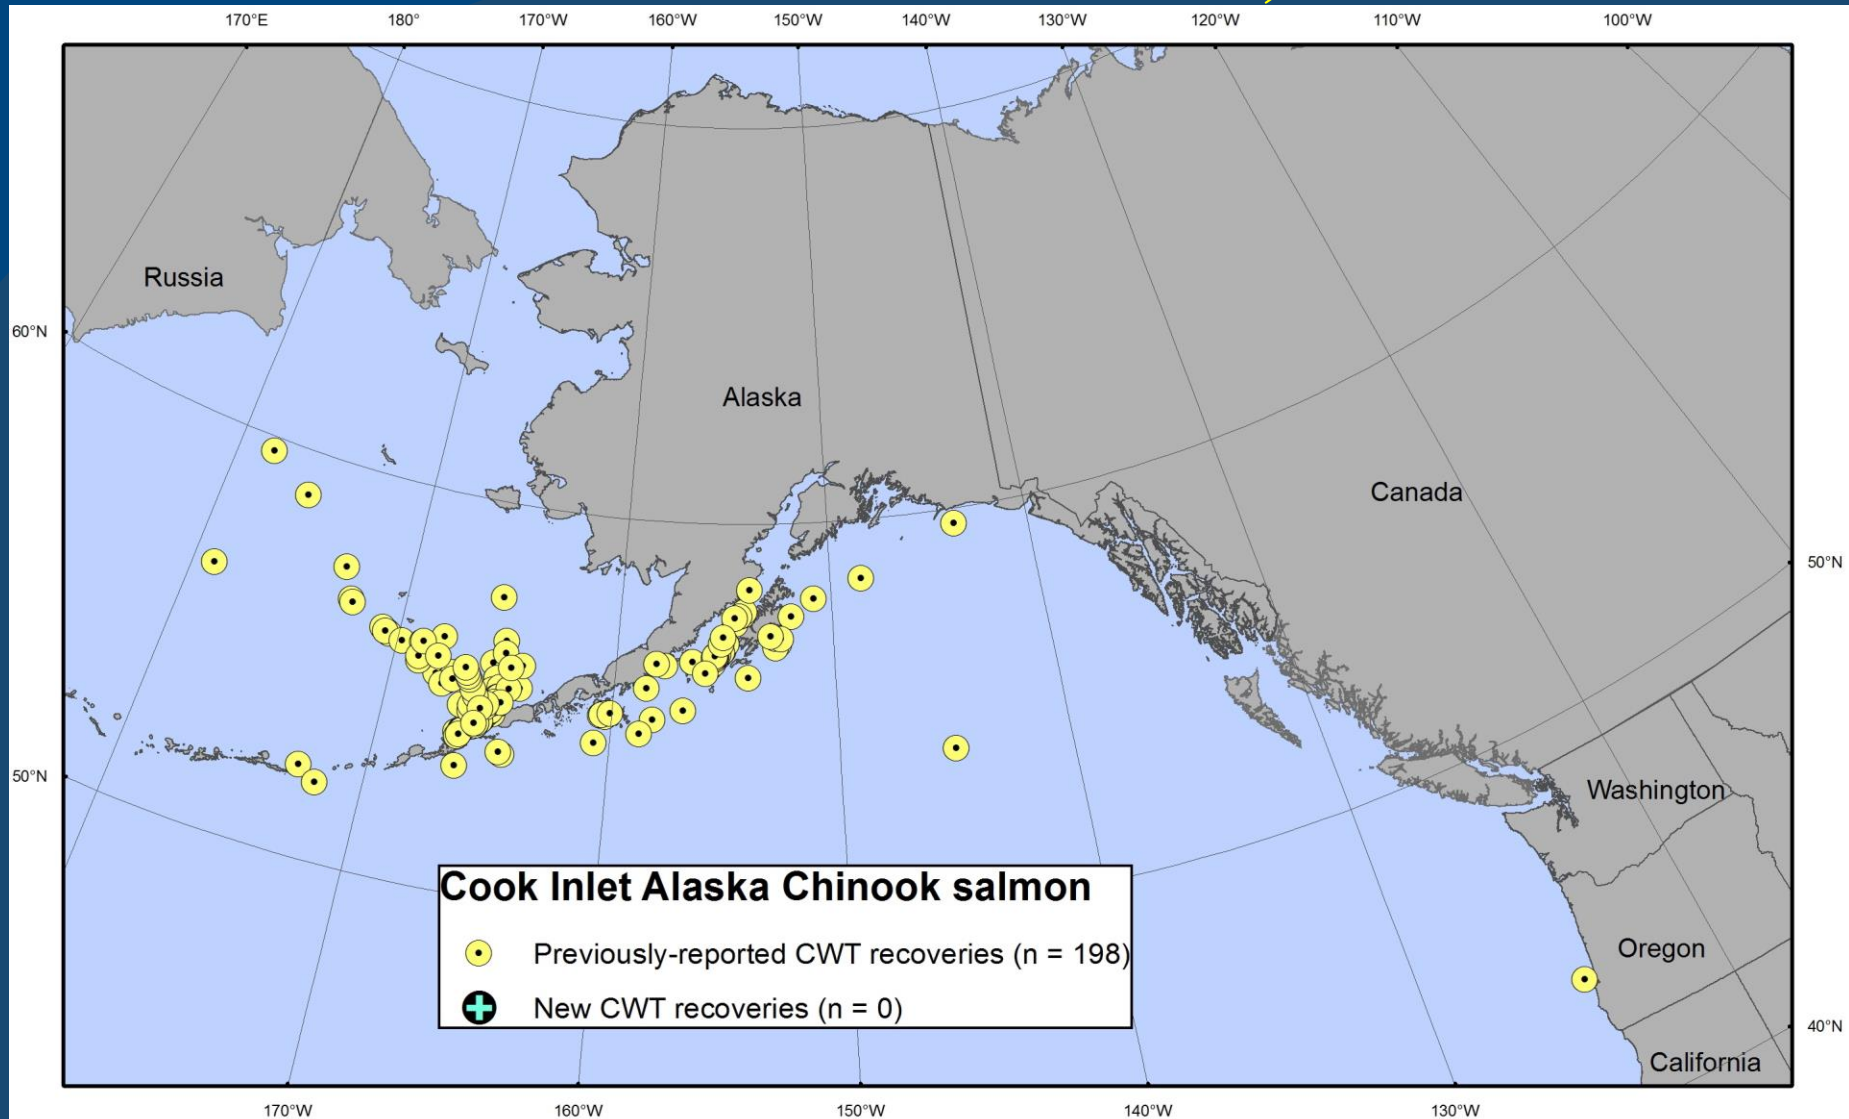 170°E 180° 170°W 160°W 150°W 140°W 130°W 120°W 110°W 100°W
Russia
60°N
Alaska
Canada
50°N
50°N
Washington
Cook Inlet Alaska Chinook salmon
Previously-reported CWT recoveries (n = 198)
New CWT recoveries (n = 0)
Oregon
40°N
California
170°W 160°W 150°W 140°W 130°W